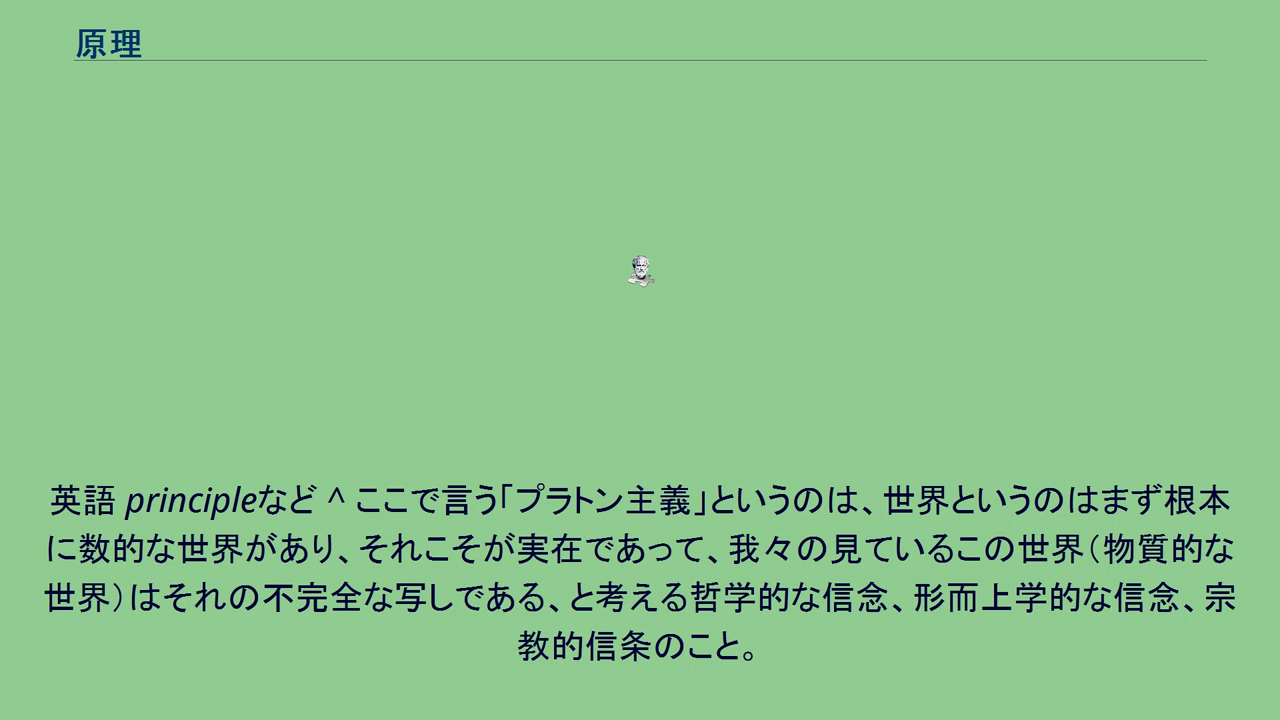 原理
英語 principleなど ^ ここで言う「プラトン主義」というのは、世界というのはまず根本
に数的な世界があり、それこそが実在であって、我々の見ているこの世界(物質的な
世界)はそれの不完全な写しである、と考える哲学的な信念、形而上学的な信念、宗
教的信条のこと。